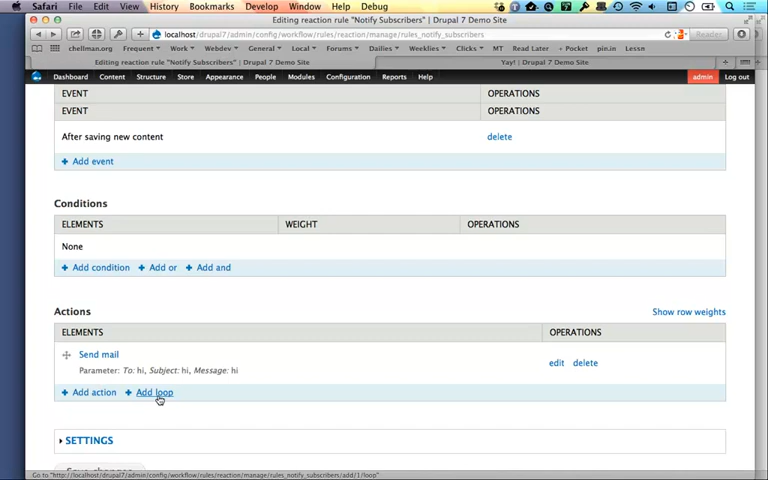 Safari File Edit View History Bookmarks Develop Window Help Debug
Editing reaction rule "Notify Subscribers" | Drupal 7 Demo Site
localhost/drupal7/admin/config/workflow/rules/reaction/manage/rules_notify_subscribers Reader
chellman.org Frequent Work Webdev General Local Forums Dailies Weeklies Clicks MT Read Later + Pocket pin.in Lessn
Editing reaction rule "Notify Subscribers" | Drupal 7 Demo Site Yay! | Drupal 7 Demo Site
Dashboard Content Structure Store Appearance People Modules Configuration Reports Help admin Log out
EVENT OPERATIONS
EVENT OPERATIONS
After saving new content delete
+ Add event
Conditions
ELEMENTS WEIGHT OPERATIONS
None
+ Add condition + Add or + Add and
Actions Show row weights
ELEMENTS OPERATIONS
Send mail
edit delete
Parameter: To: hi, Subject: hi, Message: hi
+ Add action + Add loop
SETTINGS
Save changes
Go to "http://localhost/drupal7/admin/config/workflow/rules/reaction/manage/rules_notify_subscribers/add/1/loop"